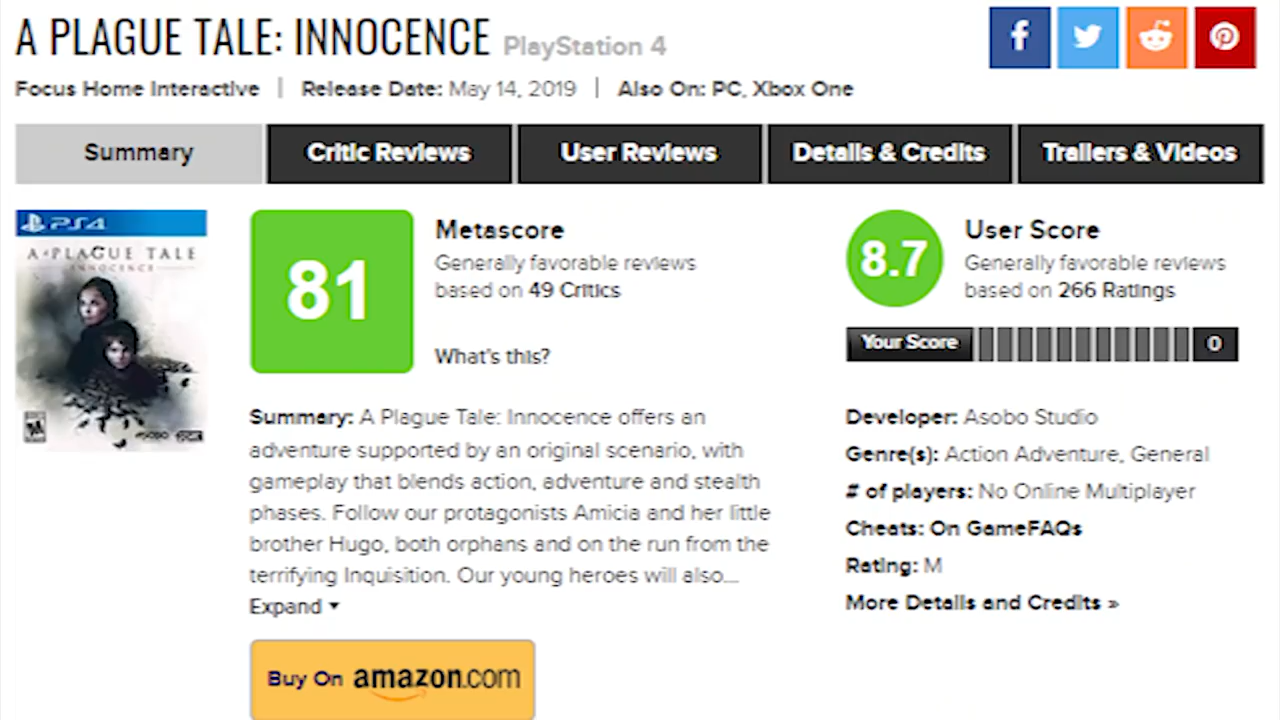 A PLAGUE TALE: INNOCENCE PlayStation 4
Focus Home Interactive | Release Date: May 14, 2019 | Also On: PC, Xbox One
Summary Critic Reviews User Reviews Details & Credits Trailers & Videos
PS4
A PLAGUE TALE
INNOCENCE
81
Metascore
Generally favorable reviews
based on 49 Critics
What's this?
8.7
User Score
Generally favorable reviews
based on 266 Ratings
Your Score 0
Summary: A Plague Tale: Innocence offers an
adventure supported by an original scenario, with
gameplay that blends action, adventure and stealth
phases. Follow our protagonists Amicia and her little
brother Hugo, both orphans and on the run from the
terrifying Inquisition. Our young heroes will also...
Expand
Buy On amazon.com
Developer: Asobo Studio
Genre(s): Action Adventure, General
# of players: No Online Multiplayer
Cheats: On GameFAQs
Rating: M
More Details and Credits »